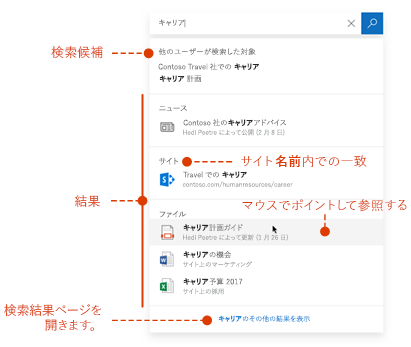 キャリア
検索候補
他のユーザーが検索した対象
Contoso Travel 社での キャリア
キャリア 計画
ニュース
Contoso 社のキャリアアドバイス
Hedi Peetre によって公開 (2 月 8 日)
サイト
サイト名前内での一致
Travel での キャリア
contoso.com/humanresources/career
結果
マウスでポイントして参照する
ファイル
キャリア計画ガイド
Hedi Peetre によって更新 (1 月 26 日)
キャリアの機会
サイト上のマーケティング
キャリア予算 2017
サイト上の採用
検索結果ページを
開きます。
キャリアのその他の結果を表示